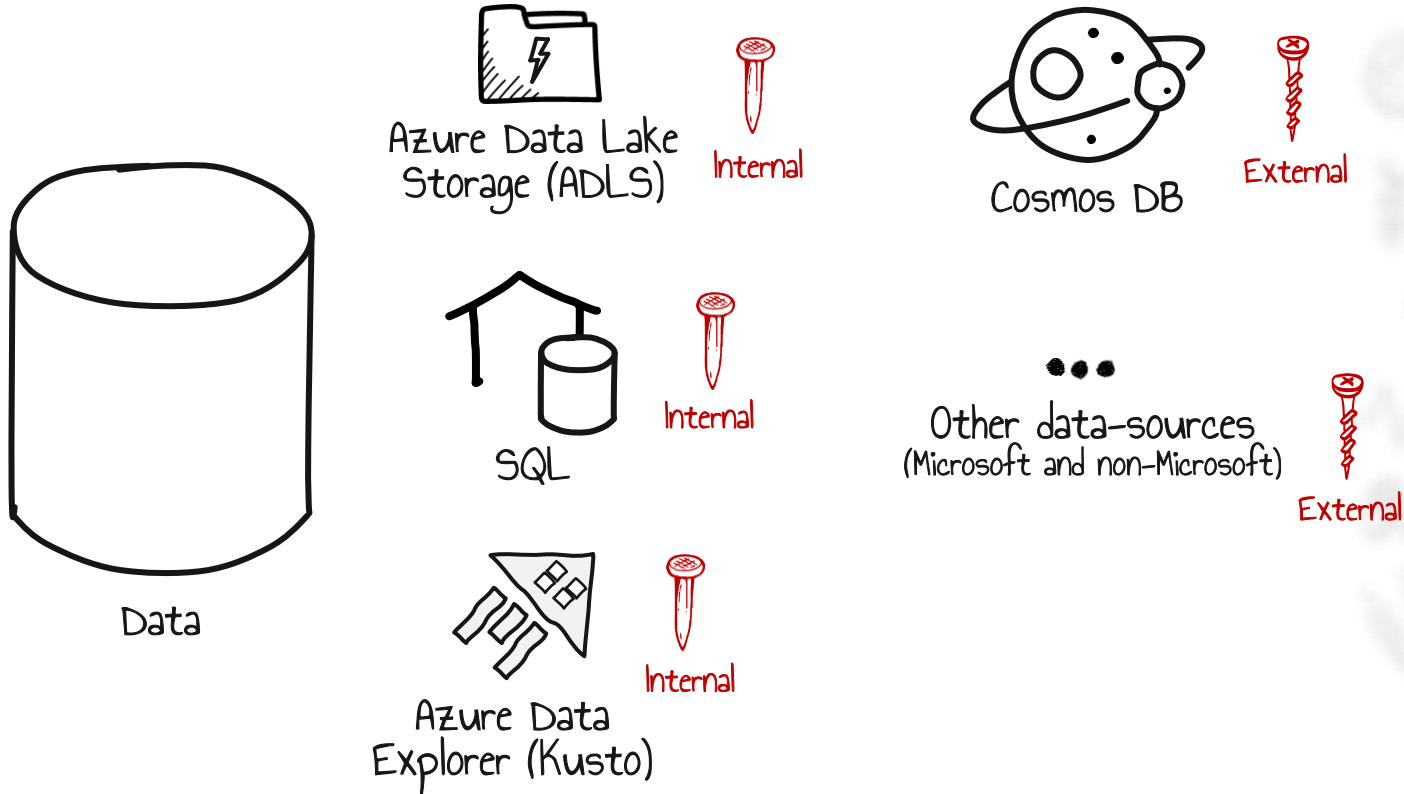 Azure Data Lake
Storage (ADLS)
Internal
Cosmos DB
External
SQL
Internal
Other data-sources
(Microsoft and non-Microsoft)
External
Data
Azure Data
Explorer (Kusto)
Internal